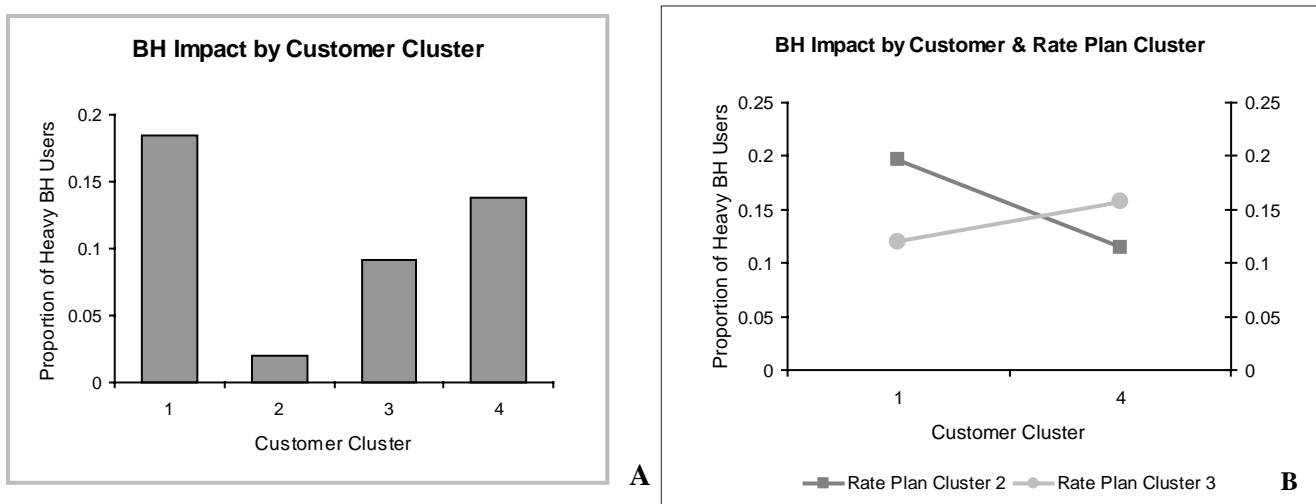 BH Impact by Customer Cluster
Proportion of Heavy BH Users
0.2
0.15
0.1
0.05
0
1 2 3 4
Customer Cluster
A
BH Impact by Customer & Rate Plan Cluster
Proportion of Heavy BH Users
0.25 0.25
0.2 0.2
0.15 0.15
0.1 0.1
0.05 0.05
0 0
1 4
Customer Cluster
Rate Plan Cluster 2 Rate Plan Cluster 3
B